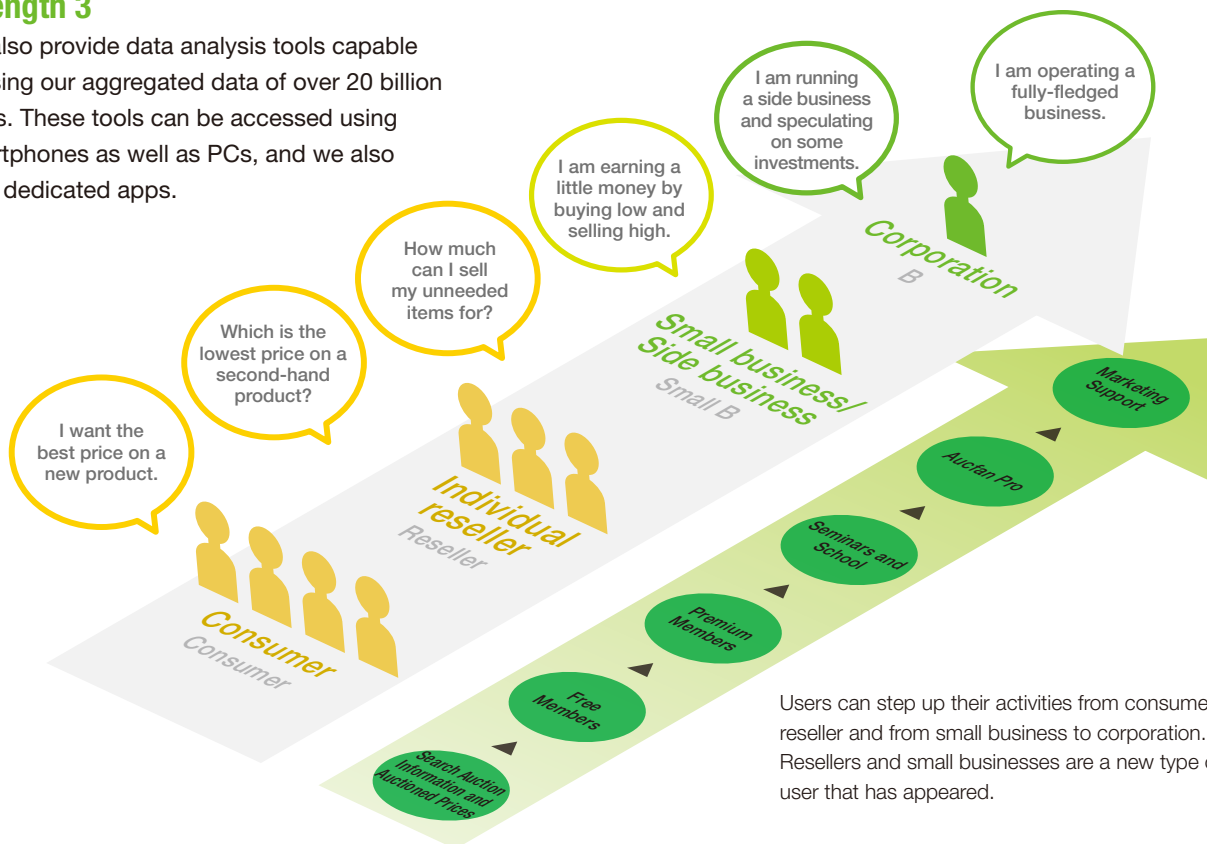 ength 3
also provide data analysis tools capable
sing our aggregated data of over 20 billion
s. These tools can be accessed using
rtphones as well as PCs, and we also
dedicated apps.
I am running
a side business
and speculating
on some
investments.
I am operating a
fully-fledged
business.
I am earning a
little money by
buying low and
selling high.
How much
can I sell
my unneeded
items for?
Which is the
lowest price on a
second-hand
product?
I want the
best price on a
new product.
Corporation
B
Small business/
Side business
Small B
Individual
reseller
Reseller
Consumer
Consumer
Marketing
Support
Aucfan Pro
Seminars and
School
Premium
Members
Free
Members
Search Auction
Information and
Auctioned Prices
Users can step up their activities from consume
reseller and from small business to corporation.
Resellers and small businesses are a new type
user that has appeared.